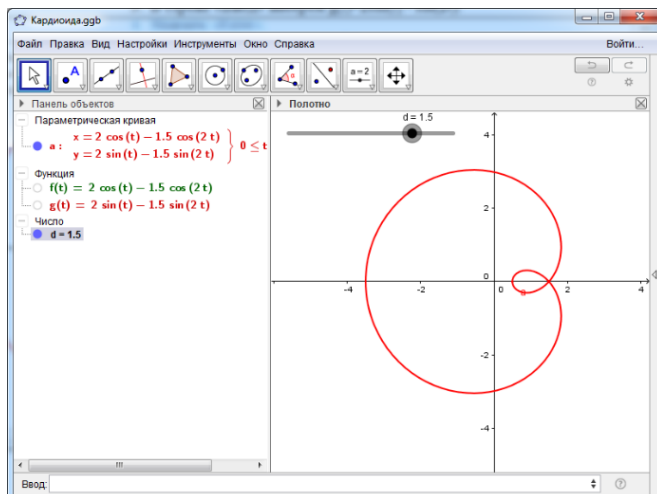 Кардиоида.ggb
Файл Правка Вид Настройки Инструменты Окно Справка Войти...
A α a=2
Панель объектов
Параметрическая кривая
a : x = 2 cos (t) − 1.5 cos (2 t)
y = 2 sin (t) − 1.5 sin (2 t) } 0 ≤ t
Функция
f(t) = 2 cos (t) − 1.5 cos (2 t)
g(t) = 2 sin (t) − 1.5 sin (2 t)
Число
d = 1.5
Полотно
d = 1.5
4
2
0
-4 -2 0 2 4
a
-2
-4
Ввод: